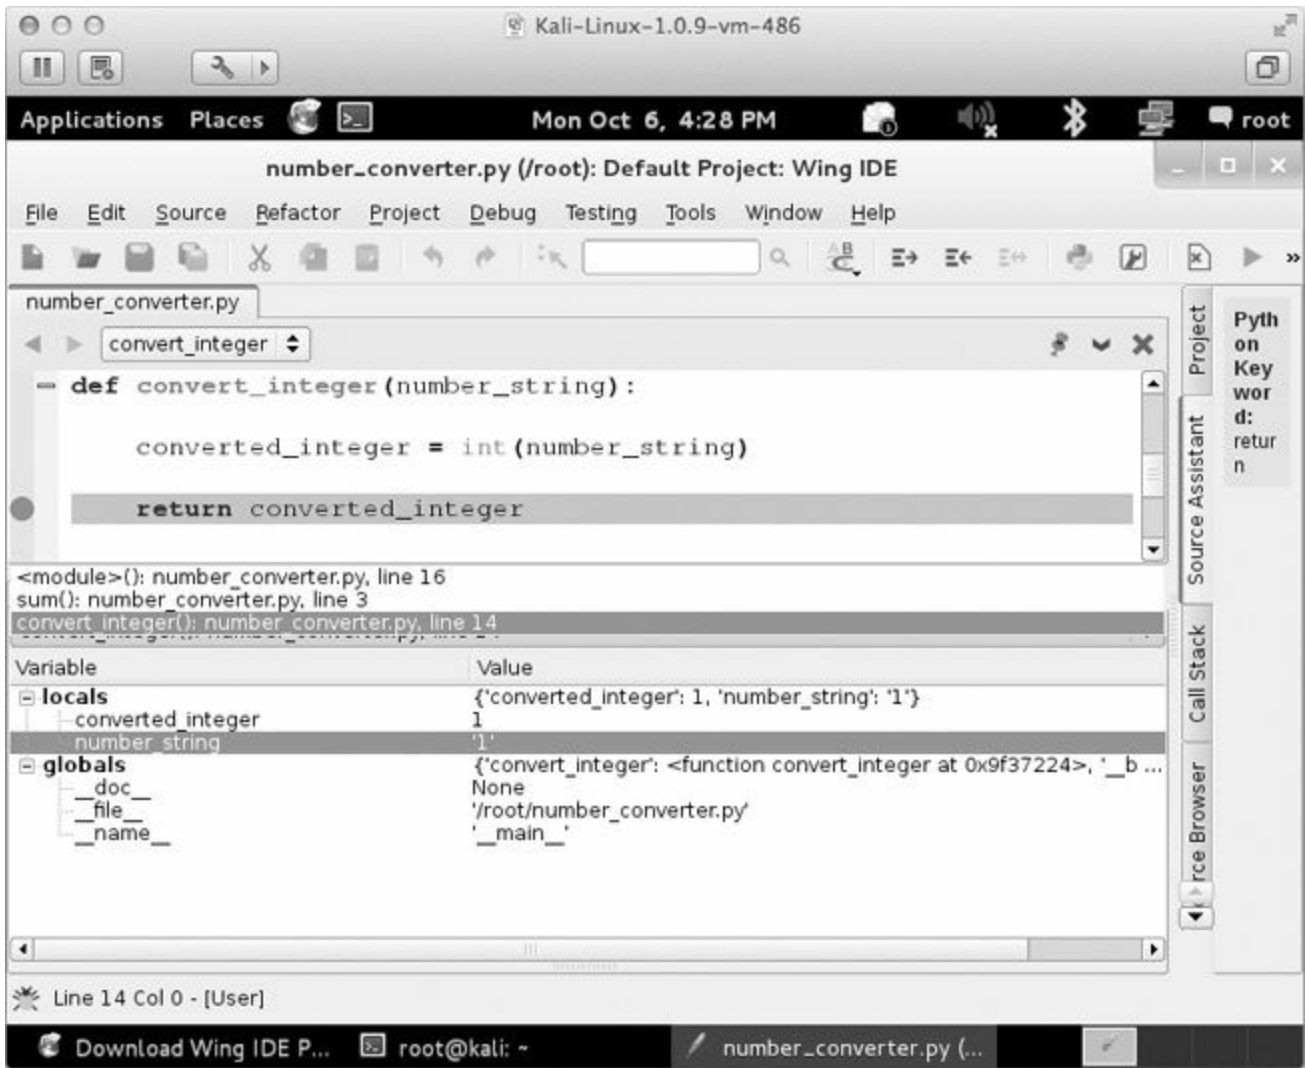 Kali-Linux-1.0.9-vm-486
Applications Places Mon Oct 6, 4:28 PM root
number_converter.py (/root): Default Project: Wing IDE
File Edit Source Refactor Project Debug Testing Tools Window Help
number_converter.py
convert_integer
def convert_integer(number_string):
converted_integer = int(number_string)
return converted_integer
<module>(): number_converter.py, line 16
sum(): number_converter.py, line 3
convert_integer(): number_converter.py, line 14
Variable Value
locals {'converted_integer': 1, 'number_string': '1'}
converted_integer 1
number_string '1'
globals {'convert_integer': <function convert_integer at 0x9f37224>, '__b ...
__doc__ None
__file__ '/root/number_converter.py'
__name__ '__main__'
Project
Source Assistant
Call Stack
rce Browser
Pyth
on
Key
wor
d:
retur
n
Line 14 Col 0 - [User]
Download Wing IDE P... root@kali: ~ number_converter.py (...